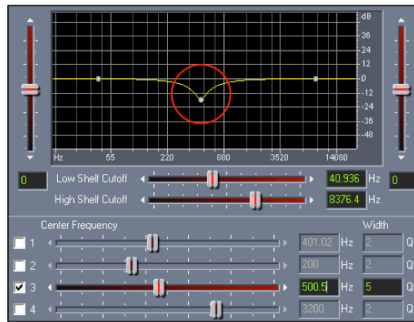 dB
36
24
12
0
-12
-24
-36
-48
Hz 55 220 880 3520 14080
0 Low Shelf Cutoff 40.936 Hz 0
High Shelf Cutoff 8376.4 Hz
Center Frequency Width
1 401.02 Hz 2 Q
2 200 Hz 2 Q
3 500.5 Hz 5 Q
4 3200 Hz 2 Q